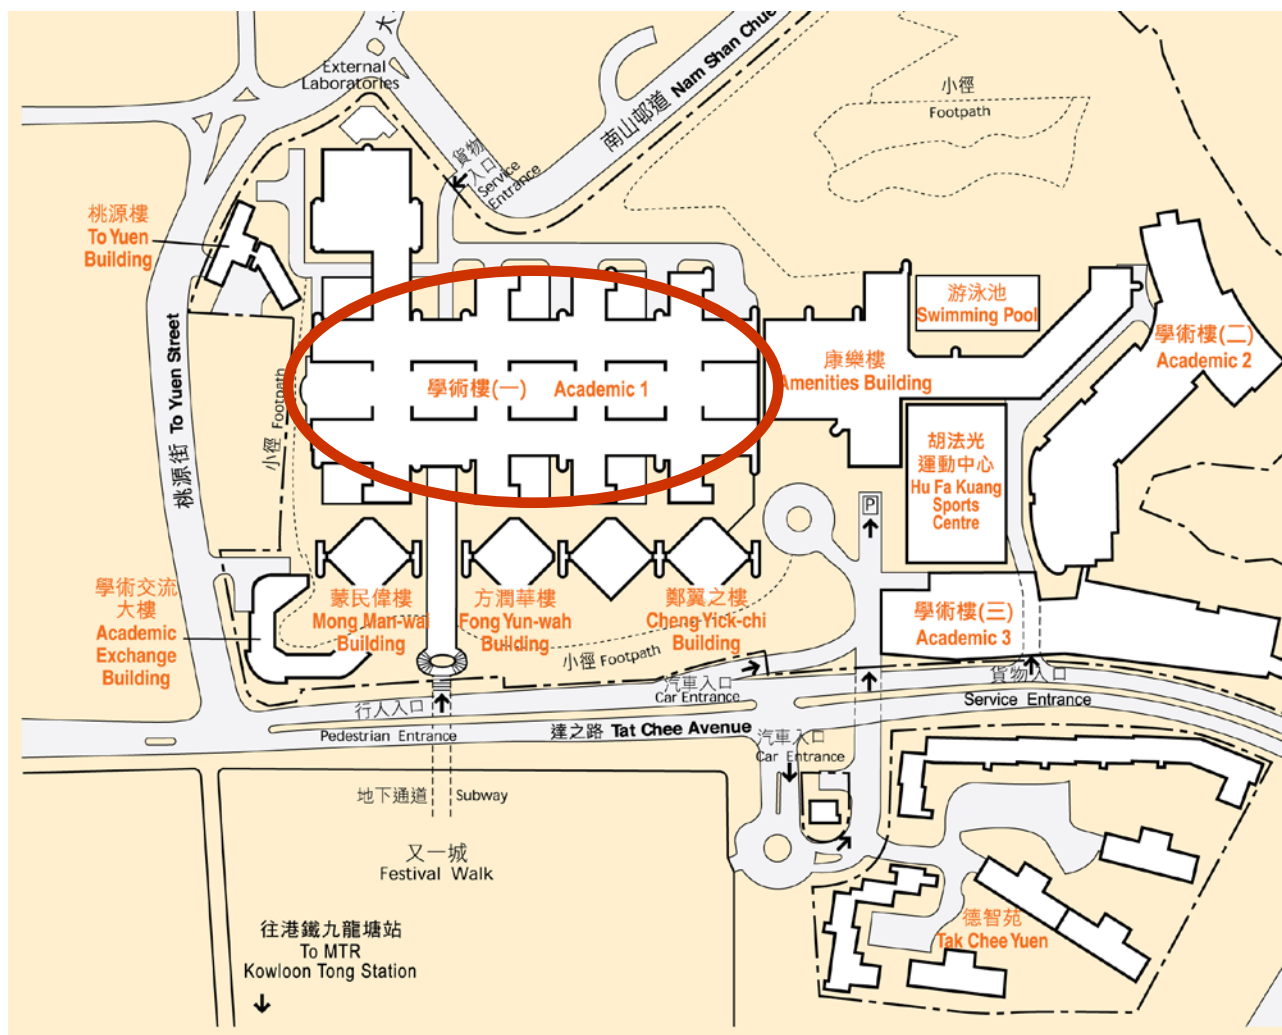 External
Laboratories
南山邨道 Nam Shan Chue
小徑
Footpath
貨物
入口
Service
Entrance
桃源樓
To Yuen
Building
游泳池
Swimming Pool
學術樓(二)
Academic 2
康樂樓
Amenities Building
學術樓(一) Academic 1
桃源街 To Yuen Street
小徑 Footpath
胡法光
運動中心
Hu Fa Kuang
Sports
Centre
P
學術交流
大樓
Academic
Exchange
Building
蒙民偉樓
Mong Man-wai
Building
方潤華樓
Fong Yun-wah
Building
鄭翼之樓
Cheng Yick-chi
Building
學術樓(三)
Academic 3
小徑 Footpath
汽車入口
Car Entrance
貨物入口
Service Entrance
行人入口
Pedestrian Entrance
達之路 Tat Chee Avenue
汽車入口
Car Entrance
地下通道 Subway
又一城
Festival Walk
往港鐵九龍塘站
To MTR
Kowloon Tong Station
德智苑
Tak Chee Yuen